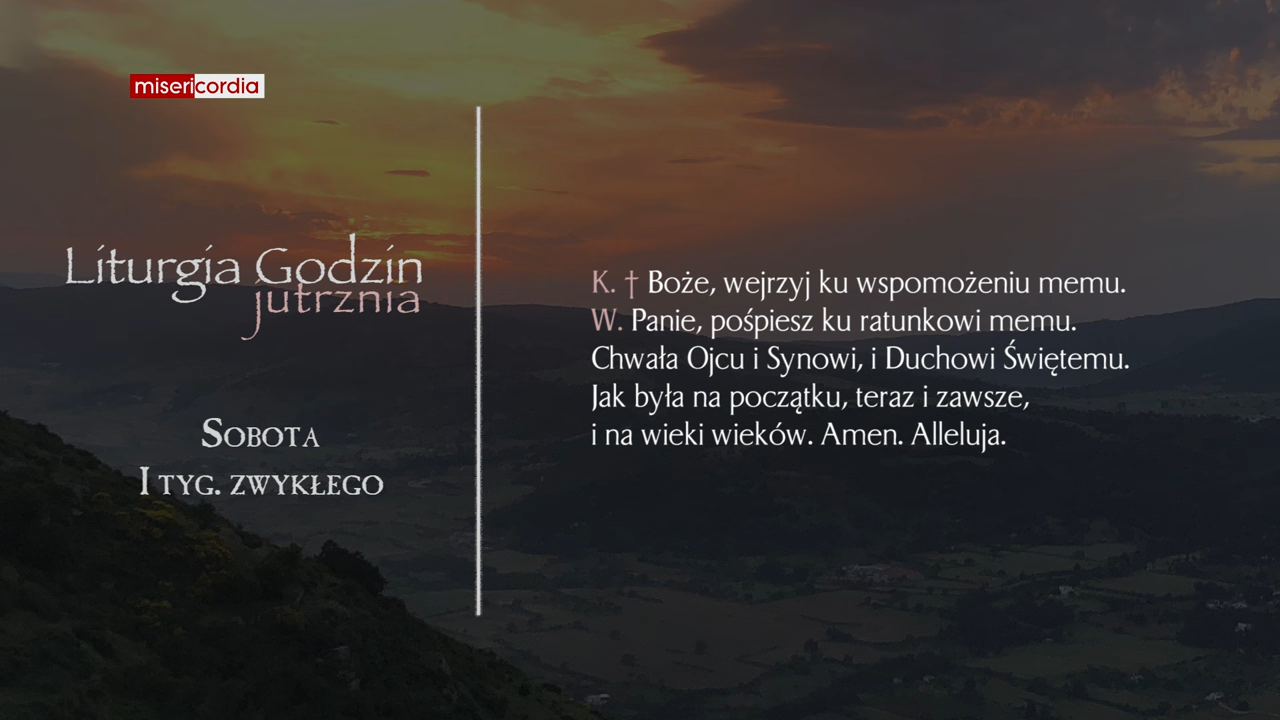 misericordia
Liturgia Godzin
jutrznia
SOBOTA
I TYG. ZWYKŁEGO
K. † Boże, wejrzyj ku wspomożeniu memu.
W. Panie, pośpiesz ku ratunkowi memu.
Chwała Ojcu i Synowi, i Duchowi Świętemu.
Jak była na początku, teraz i zawsze,
i na wieki wieków. Amen. Alleluja.